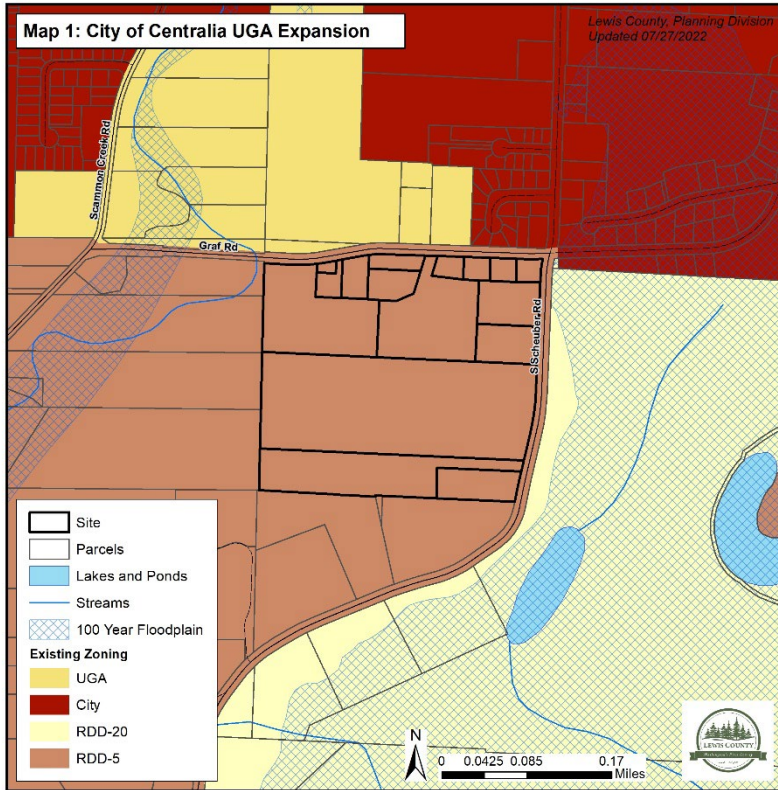 Map 1: City of Centralia UGA Expansion
Lewis County, Planning Division
Updated 07/27/2022
Scammon Creek Rd
Graf Rd
S Scheuber Rd
Site
Parcels
Lakes and Ponds
Streams
100 Year Floodplain
Existing Zoning
UGA
City
RDD-20
RDD-5
N
0 0.0425 0.085 0.17
Miles
LEWIS COUNTY